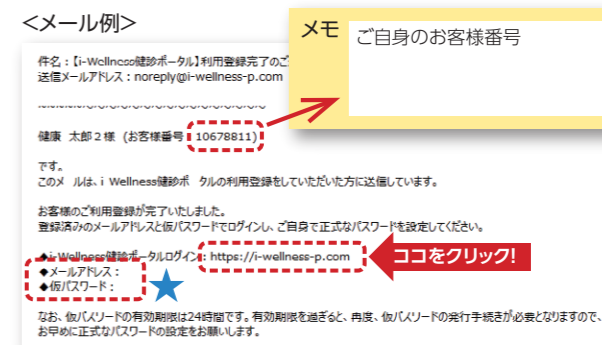 ＜メール例＞
メモ
ご自身のお客様番号
件名：【i-Wellness健診ポータル】利用登録完了のご
送信メールアドレス：noreply@i-wellness-p.com
健康 太郎２様（お客様番号 10678811）
です。
このメ ルは、i Wellness健診ポ タルの利用登録をしていただいた方に送信しています。
お客様のご利用登録が完了いたしました。
登録済みのメールアドレスと仮パスワードでログインし、ご自身で正式なパスワードを設定してください。
◆i-Wellness健診ポータルログイン：https://i-wellness-p.com
ココをクリック！
◆メールアドレス：
◆仮パスワード：
なお、仮パスワードの有効期限は24時間です。有効期限を過ぎると、再度、仮パスワードの発行手続きが必要となりますので、
お早めに正式なパスワードの設定をお願いします。